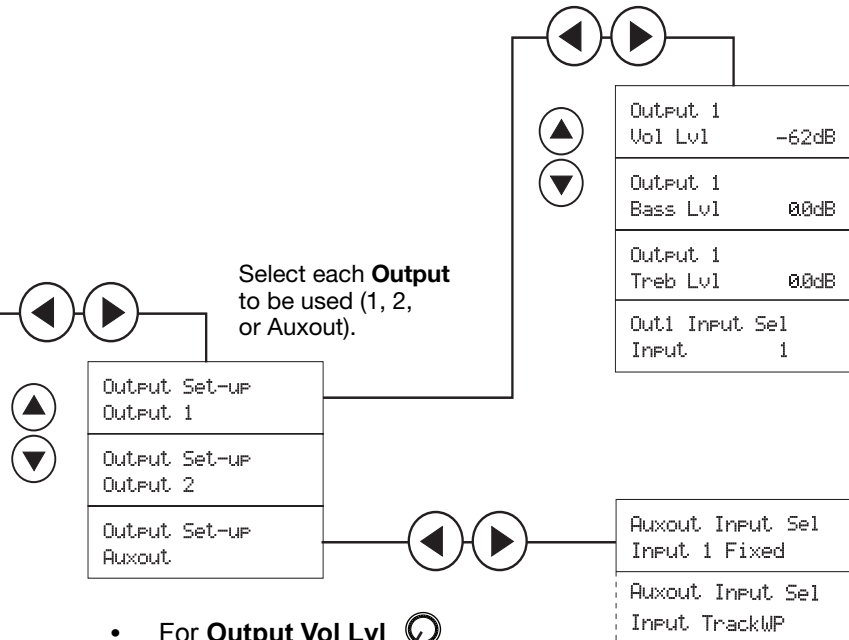 Output 1
Vol Lvl -62dB
Output 1
Bass Lvl 0.0dB
Output 1
Treb Lvl 0.0dB
Out1 Input Sel
Input 1
Select each Output
to be used (1, 2,
or Auxout).
Output Set-up
Output 1
Output Set-up
Output 2
Output Set-up
Auxout
Auxout Input Sel
Input 1 Fixed
Auxout Input Sel
Input TrackWP
• For Output Vol Lvl